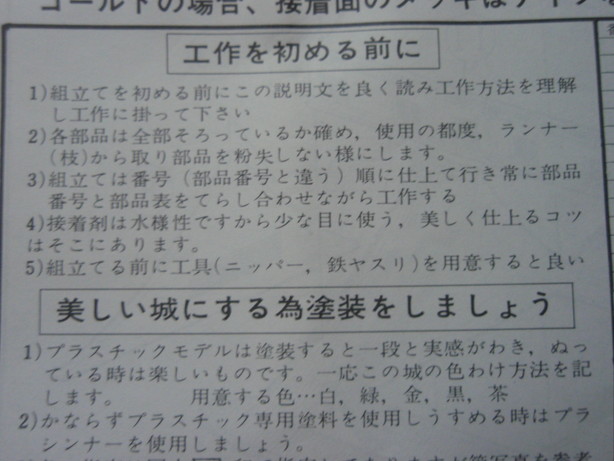 ゴールドの場合、接着面のメッキはナイフ
工作を初める前に
1)組立てを初める前にこの説明文を良く読み工作方法を理解
し工作に掛って下さい
2)各部品は全部そろっているか確め，使用の都度，ランナー
(枝)から取り部品を粉失しない様にします。
3)組立ては番号（部品番号と違う）順に仕上て行き常に部品
番号と部品表をてらし合わせながら工作する
4)接着剤は水様性ですから少な目に使う，美しく仕上るコツ
はそこにあります。
5)組立てる前に工具(ニッパー，鉄ヤスリ)を用意すると良い
美しい城にする為塗装をしましょう
1)プラスチックモデルは塗装すると一段と実感がわき，ぬっ
ている時は楽しいものです。一応この城の色わけ方法を記
します。　用意する色…白，緑，金，黒，茶
2)かならずプラスチック専用塗料を使用しうすめる時はプラ
シンナーを使用しましょう。